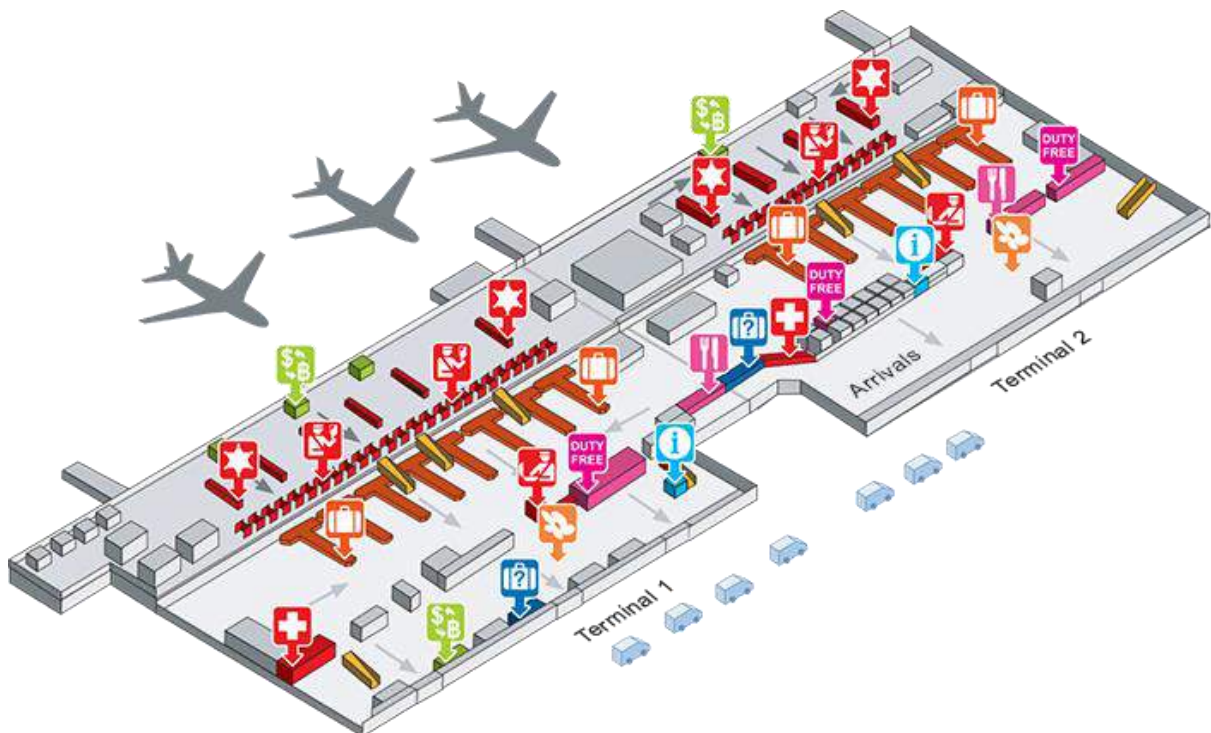 $ B
DUTY
FREE
DUTY
FREE
i
?
Arrivals
Terminal 2
$ B
DUTY
FREE
i
?
$ B
Terminal 1